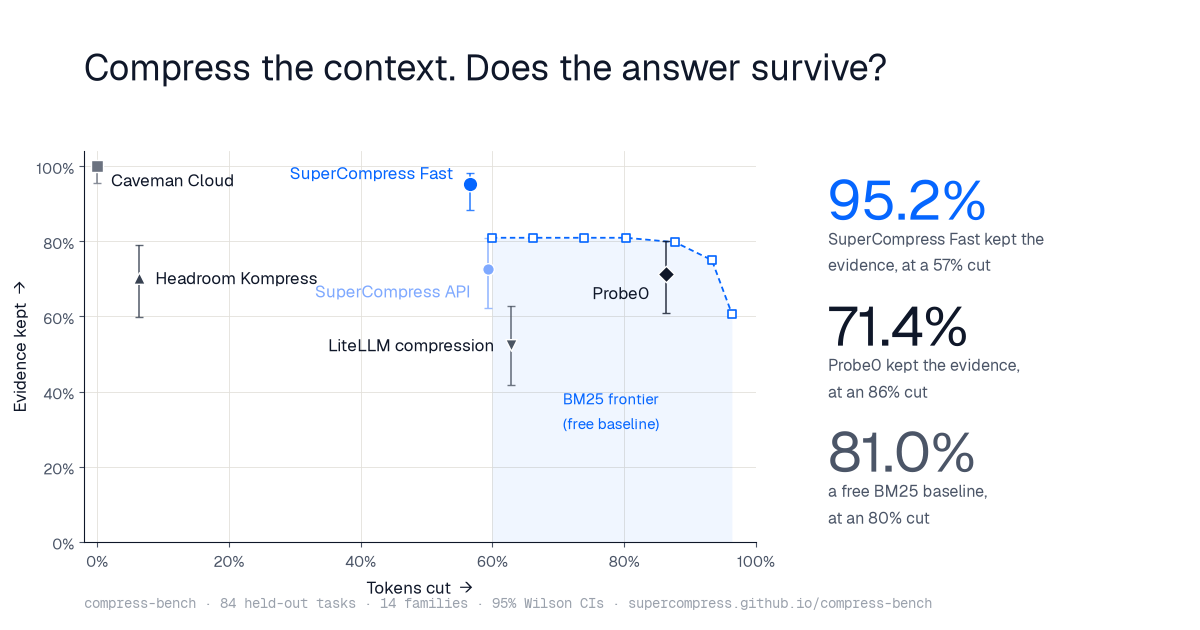 Compress the context. Does the answer survive?
100%
80%
60%
40%
20%
0%
Evidence kept →
Caveman Cloud
SuperCompress Fast
Headroom Kompress
SuperCompress API
Probe0
LiteLLM compression
BM25 frontier
(free baseline)
0%
20%
40%
60%
80%
100%
Tokens cut →
95.2%
SuperCompress Fast kept the
evidence, at a 57% cut
71.4%
Probe0 kept the evidence,
at an 86% cut
81.0%
a free BM25 baseline,
at an 80% cut
compress-bench · 84 held-out tasks · 14 families · 95% Wilson CIs · supercompress.github.io/compress-bench